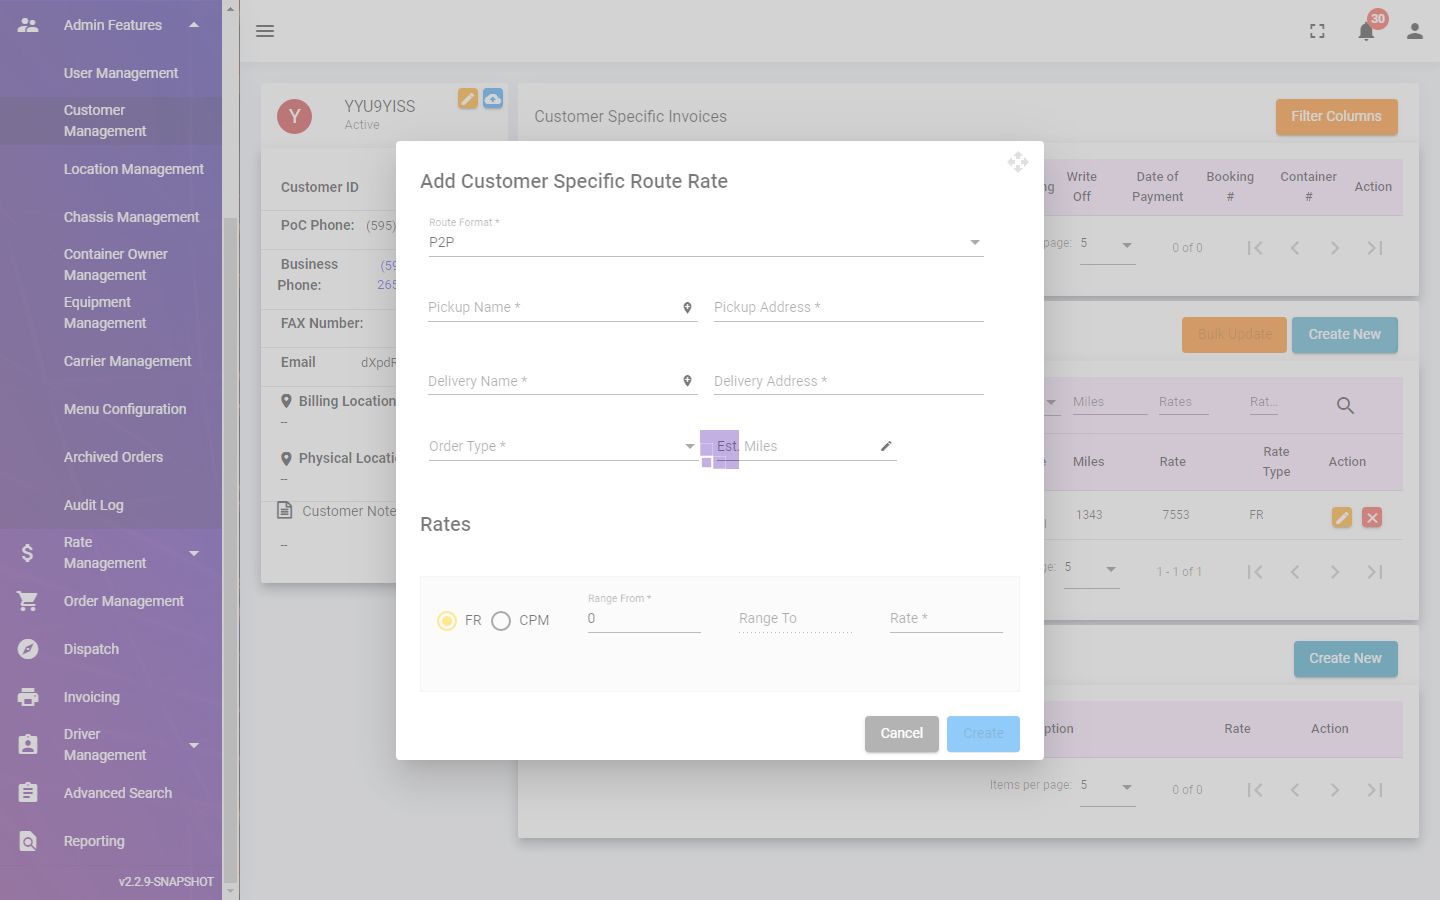 Admin Features
User Management
Customer
Management
Location Management
Chassis Management
Container Owner
Management
Equipment
Management
Carrier Management
Menu Configuration
Archived Orders
Audit Log
Rate
Management
Order Management
Dispatch
Invoicing
Driver
Management
Advanced Search
Reporting
v2.2.9-SNAPSHOT
30
Y
YYU9YISS
Active
Customer ID
PoC Phone: (595)
Business
Phone:
265
FAX Number:
Email
Billing Location
--
Physical
--
Customer Note
--
Customer Specific Invoices
Filter Columns
Write
Off
Date of
Payment
Booking
#
Container
#
Action
page: 5
0 of 0
Bulk Update
Create New
Miles
Rates
Rat...
Miles
Rate
Rate
Type
Action
1343
7553
FR
5
1 - 1 of 1
Create New
Rate
Action
Items per page: 5
0 of 0
Add Customer Specific Route Rate
Route Format *
P2P
Pickup Name *
Pickup Address *
Delivery Name *
Delivery Address *
Order Type *
Est. Miles
Rates
FR
CPM
Range From *
0
Range To
Rate *
Cancel
Create